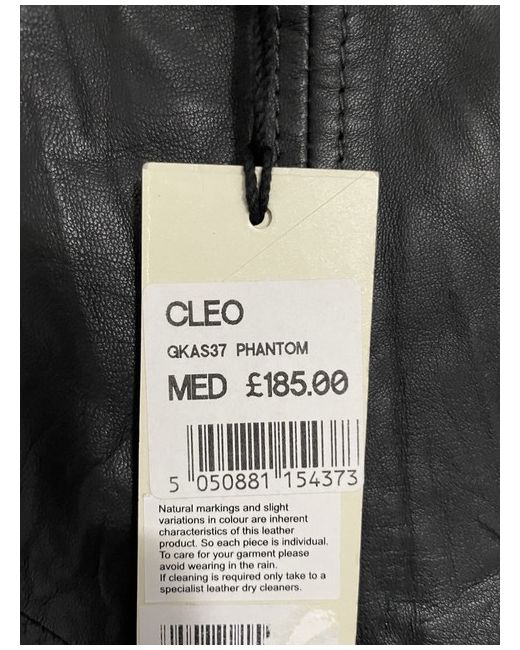 CLEO
GKAS37 PHANTOM
MED £185.00
5 050881 154373
Natural markings and slight
variations in colour are inherent
characteristics of this leather
product. So each piece is individual.
To care for your garment please
avoid wearing in the rain.
If cleaning is required only take to a
specialist leather dry cleaners.